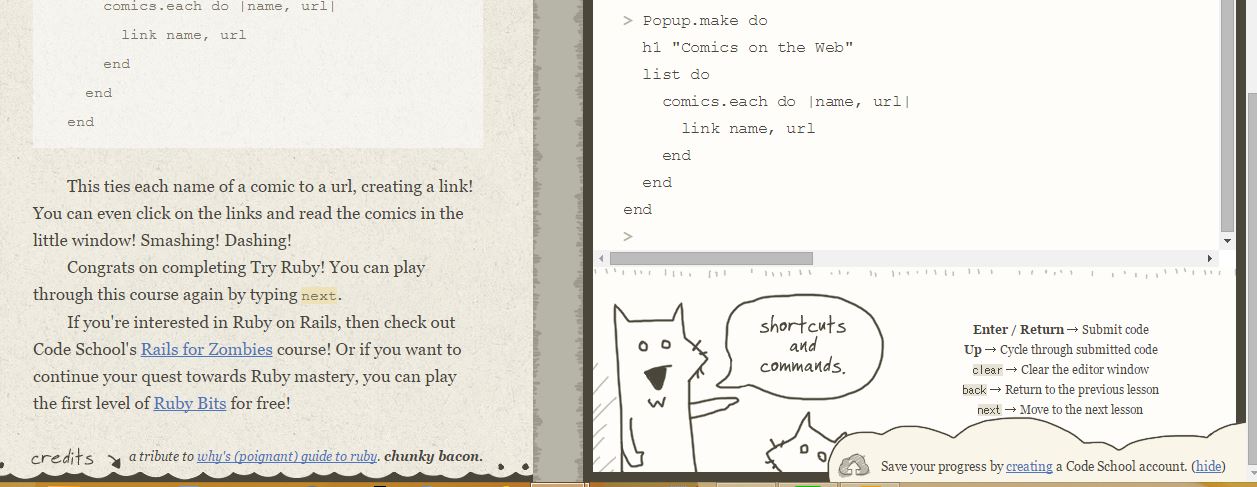 comics.each do |name, url|
link name, url
end
end
end
This ties each name of a comic to a url, creating a link!
You can even click on the links and read the comics in the
little window! Smashing! Dashing!
Congrats on completing Try Ruby! You can play
through this course again by typing next.
If you're interested in Ruby on Rails, then check out
Code School's Rails for Zombies course! Or if you want to
continue your quest towards Ruby mastery, you can play
the first level of Ruby Bits for free!
credits
a tribute to why's (poignant) guide to ruby. chunky bacon.
> Popup.make do
h1 "Comics on the Web"
list do
comics.each do |name, url|
link name, url
end
end
end
>
shortcuts
and
commands.
Enter / Return → Submit code
Up → Cycle through submitted code
clear → Clear the editor window
back → Return to the previous lesson
next → Move to the next lesson
Save your progress by creating a Code School account. (hide)